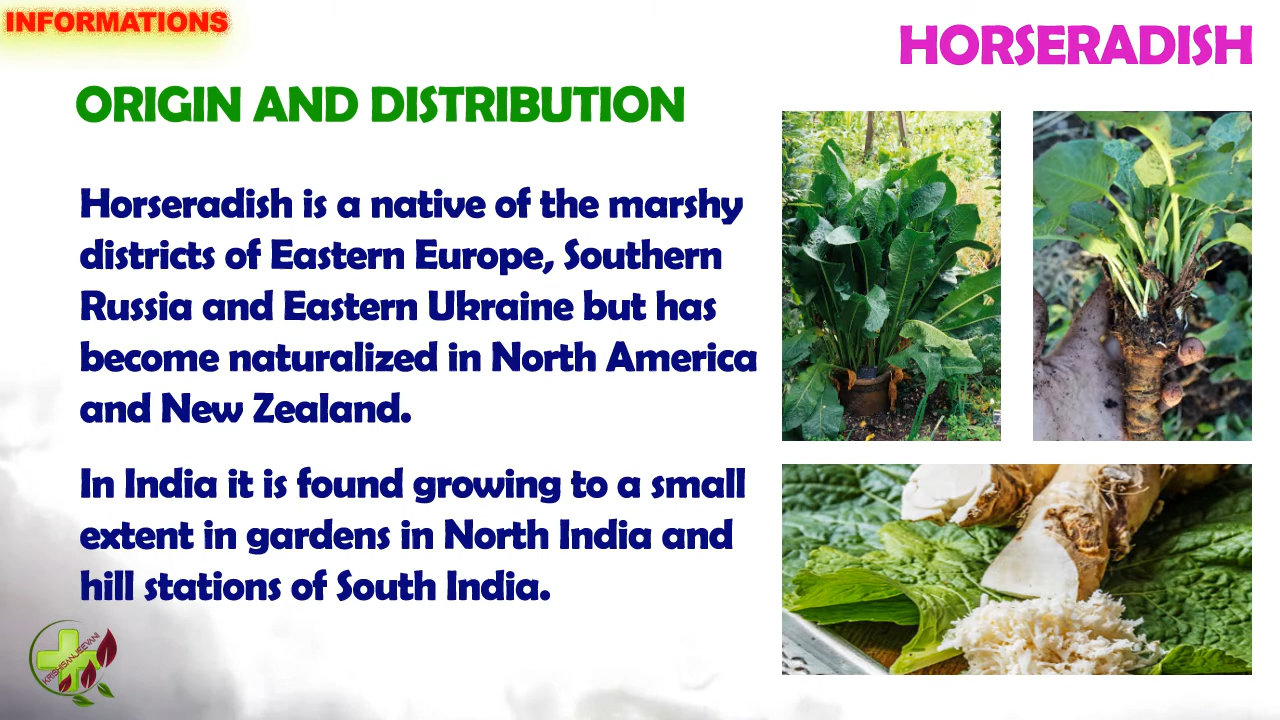 INFORMATIONS
HORSERADISH
ORIGIN AND DISTRIBUTION
Horseradish is a native of the marshy
districts of Eastern Europe, Southern
Russia and Eastern Ukraine but has
become naturalized in North America
and New Zealand.
In India it is found growing to a small
extent in gardens in North India and
hill stations of South India.
KRISHISANJEEVANI